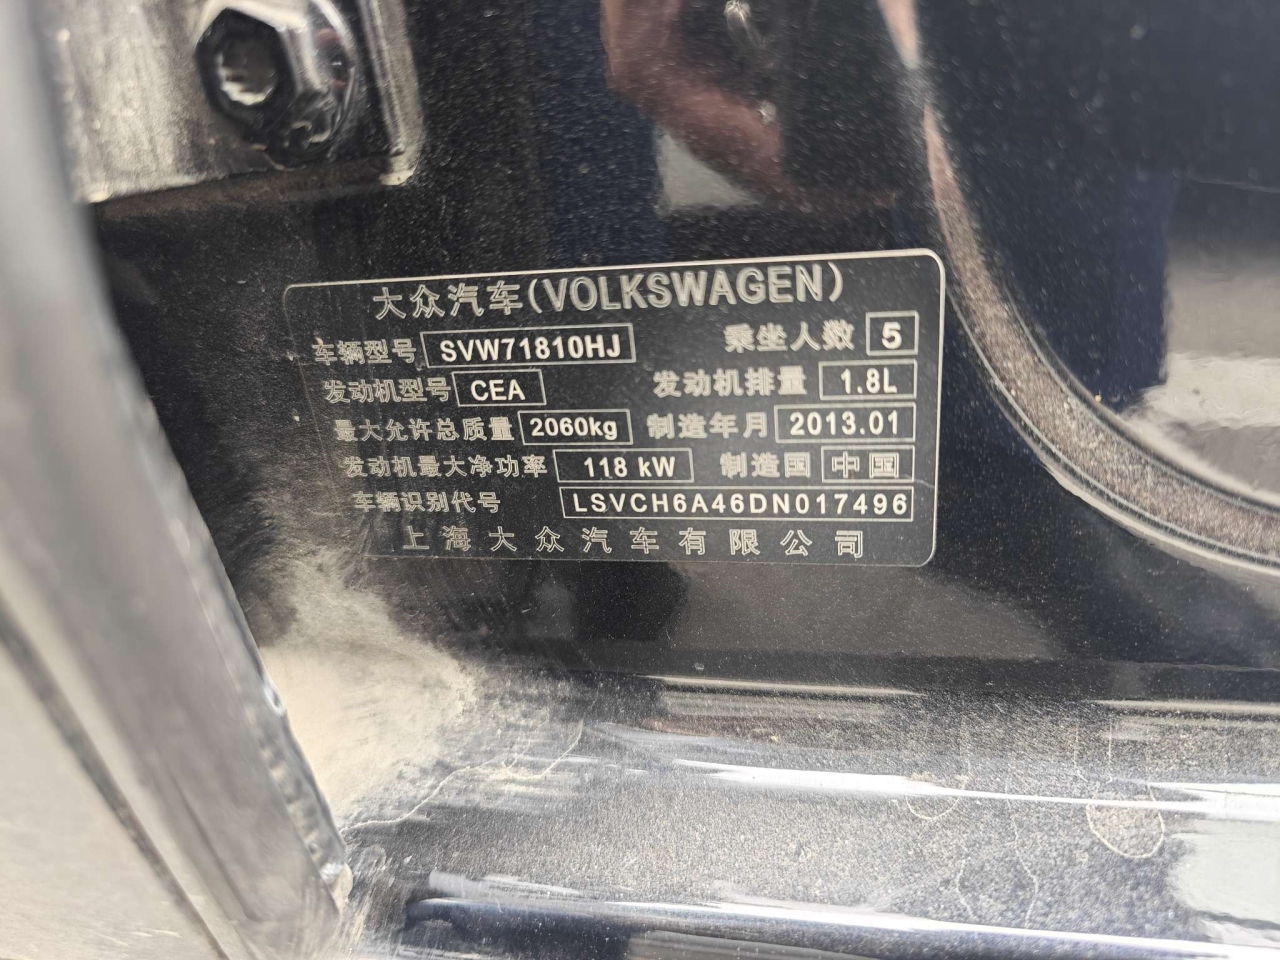 大众汽车(VOLKSWAGEN)
车辆型号 SVW71810HJ 乘坐人数 5
发动机型号 CEA 发动机排量 1.8L
最大允许总质量 2060kg 制造年月 2013.01
发动机最大净功率 118 kW 制造国 中国
车辆识别代号 LSVCH6A46DN017496
上海大众汽车有限公司